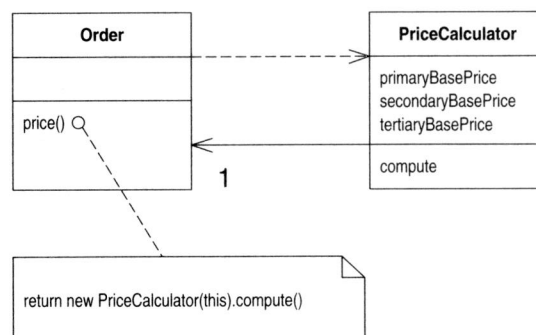 Order
price()
PriceCalculator
primaryBasePrice
secondaryBasePrice
tertiaryBasePrice
compute
1
return new PriceCalculator(this).compute()